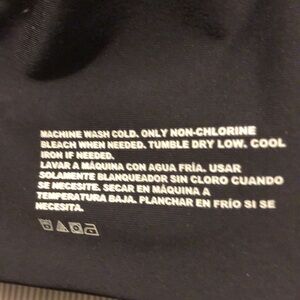 MACHINE WASH COLD. ONLY NON-CHLORINE
BLEACH WHEN NEEDED. TUMBLE DRY LOW. COOL
IRON IF NEEDED.
LAVAR A MÁQUINA CON AGUA FRÍA. USAR
SOLAMENTE BLANQUEADOR SIN CLORO CUANDO
SE NECESITE. SECAR EN MÁQUINA A
TEMPERATURA BAJA. PLANCHAR EN FRÍO SI SE
NECESITA.